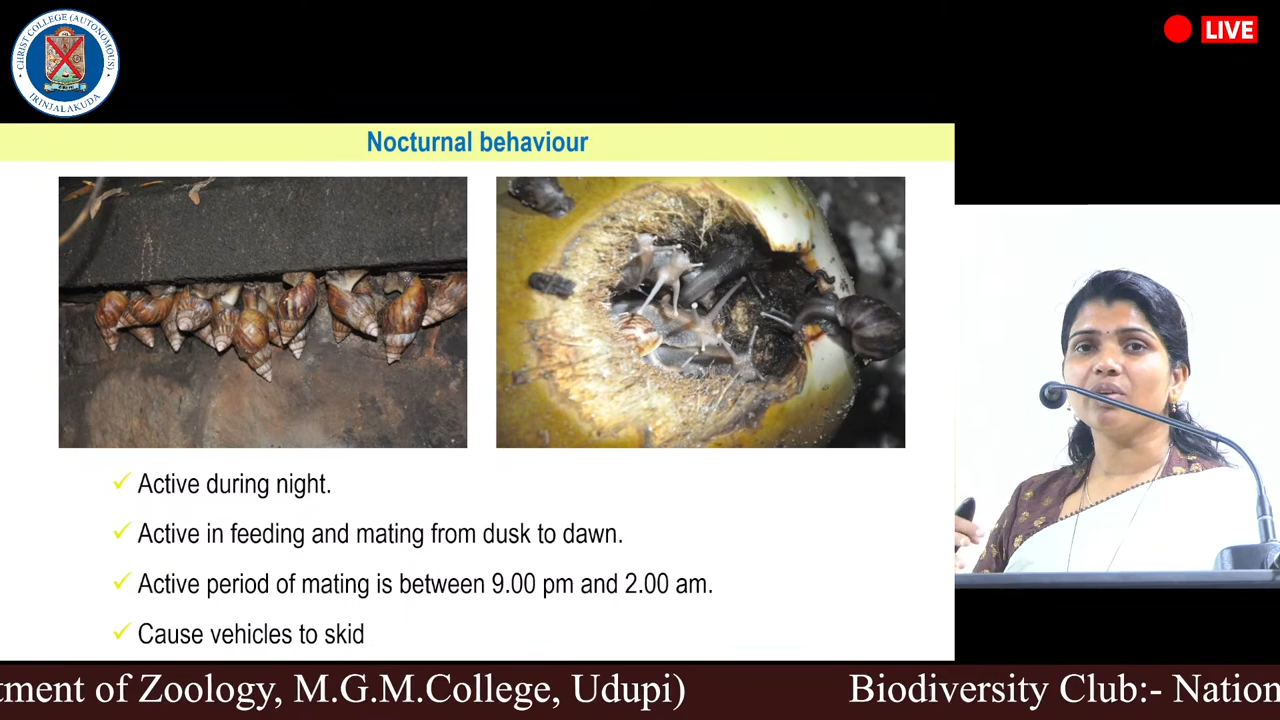 CHRIST COLLEGE (AUTONOMOUS)
IRINJALAKUDA
LIVE
Nocturnal behaviour
✓ Active during night.
✓ Active in feeding and mating from dusk to dawn.
✓ Active period of mating is between 9.00 pm and 2.00 am.
✓ Cause vehicles to skid
tment of Zoology, M.G.M.College, Udupi) Biodiversity Club:- Nation